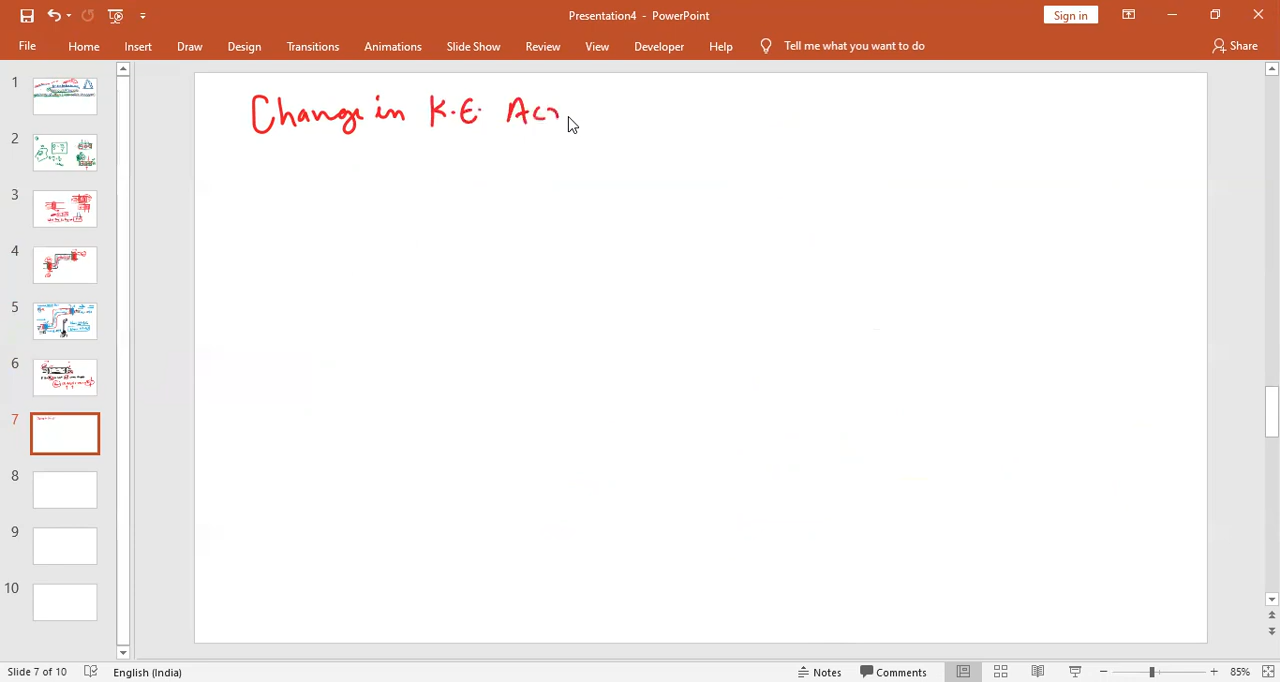 Presentation4 - PowerPoint
Sign in
File Home Insert Draw Design Transitions Animations Slide Show Review View Developer Help Tell me what you want to do Share
1
2
3
4
5
6
7
8
9
10
Change in K.E. Acr
Slide 7 of 10 English (India) Notes Comments 85%